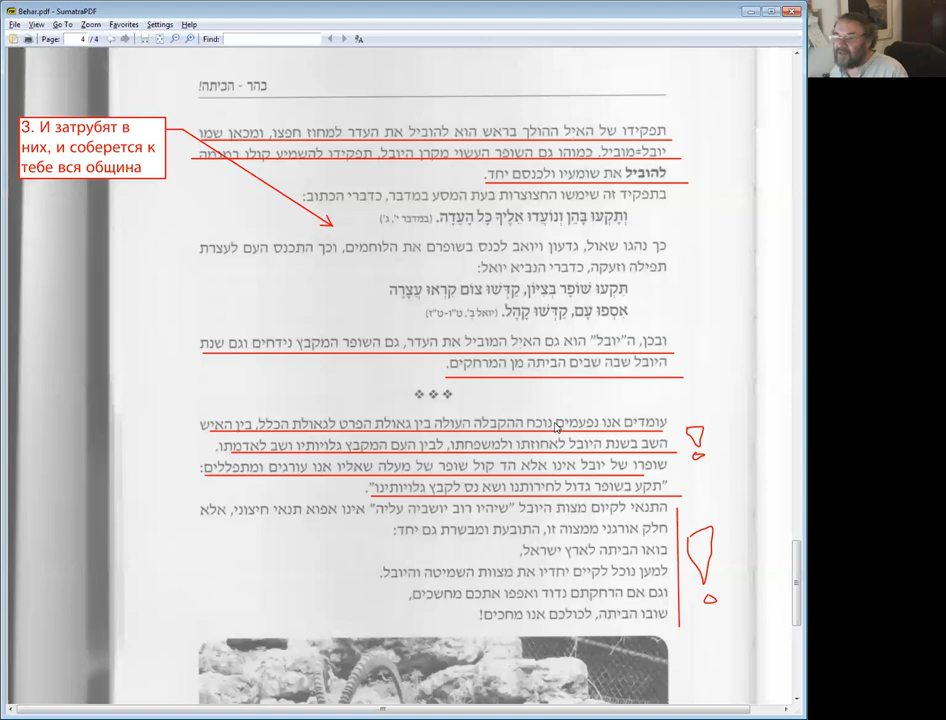 Behar.pdf - SumatraPDF
File View Go To Zoom Favorites Settings Help
Page: 4 / 4 Find:
בהר - הביתה!
3. И затрубят в
них, и соберется к
тебе вся община
תפקידו של האיל ההולך בראש הוא להוביל את העדר למחוז חפצו, ומכאן שמו
יובל=מוביל. כמוהו גם השופר העשוי מקרן היובל. תפקידו להשמיע קולו במגמה
להוביל את שומעיו ולכנסם יחד.
בתפקיד זה שימשו החצוצרות בעת המסע במדבר, כדברי הכתוב:
וְתָקְעוּ בָּהֵן וְנוֹעֲדוּ אֵלֶיךָ כָּל הָעֵדָה. (במדבר י', ג')
כך נהגו שאול, גדעון ויואב לכנס בשופרם את הלוחמים, וכך התכנס העם לעצרת
תפילה וזעקה, כדברי הנביא יואל:
תִּקְעוּ שׁוֹפָר בְּצִיּוֹן, קַדְּשׁוּ צוֹם קִרְאוּ עֲצָרָה
אִסְפוּ עָם, קַדְּשׁוּ קָהָל. (יואל ב', ט"ו-ט"ז)
ובכן, ה"יובל" הוא גם האיל המוביל את העדר, גם השופר המקבץ נידחים וגם שנת
היובל שבה שבים הביתה מן המרחקים.
עומדים אנו נפעמים נוכח ההקבלה העולה בין גאולת הפרט לגאולת הכלל, בין האיש
השב בשנת היובל לאחוזתו ולמשפחתו, לבין העם המקבץ גלויותיו ושב לאדמתו.
שופרו של יובל אינו אלא הד קול שופר של מעלה שאליו אנו עורגים ומתפללים:
"תקע בשופר גדול לחירותנו ושא נס לקבץ גלויותינו".
התנאי לקיום מצות היובל "שיהיו רוב יושביה עליה" אינו אפוא תנאי חיצוני, אלא
חלק אורגני ממצוה זו, התובעת ומבשרת גם יחד:
בואו הביתה לארץ ישראל,
למען נוכל לקיים יחדיו את מצוות השמיטה והיובל.
וגם אם הרחקתם נדוד ואפפו אתכם מחשכים,
שובו הביתה, לכולכם אנו מחכים!